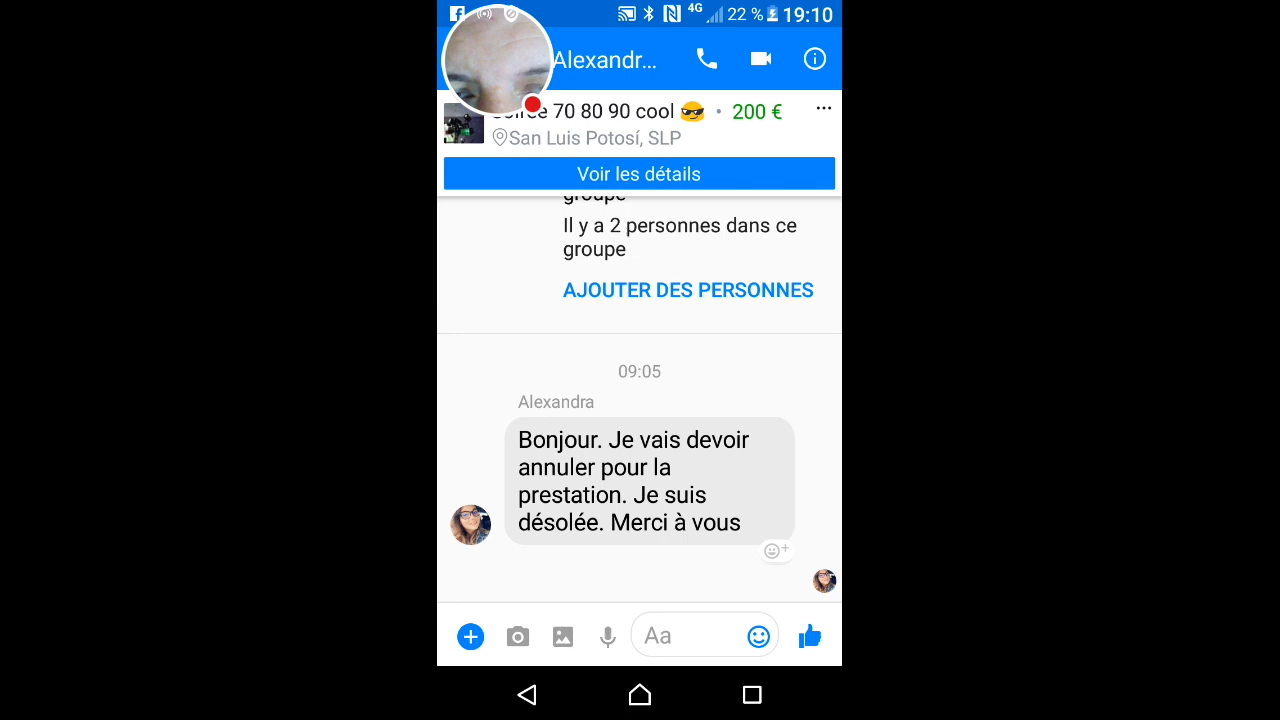 4G 22 % 19:10
Alexandr...
Soirée 70 80 90 cool 😎 • 200 €
San Luis Potosí, SLP
Voir les détails
groupe
Il y a 2 personnes dans ce
groupe
AJOUTER DES PERSONNES
09:05
Alexandra
Bonjour. Je vais devoir
annuler pour la
prestation. Je suis
désolée. Merci à vous
Aa